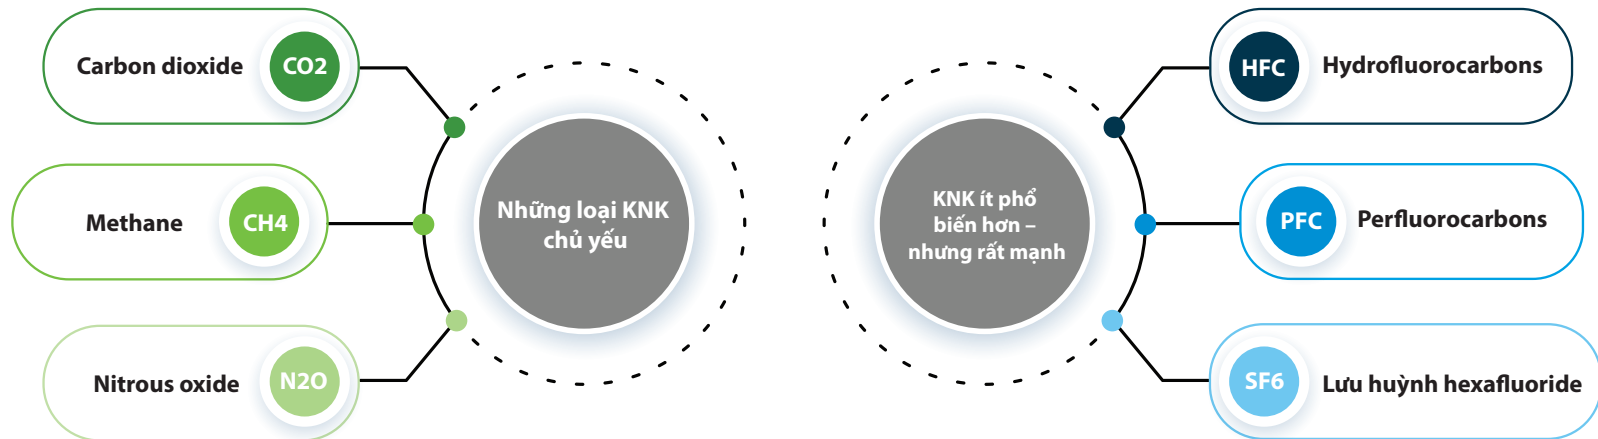 Carbon dioxide
CO2
Methane
CH4
Nitrous oxide
N2O
Những loại KNK
chủ yếu
KNK ít phổ
biến hơn –
nhưng rất mạnh
HFC
Hydrofluorocarbons
PFC
Perfluorocarbons
SF6
Lưu huỳnh hexafluoride